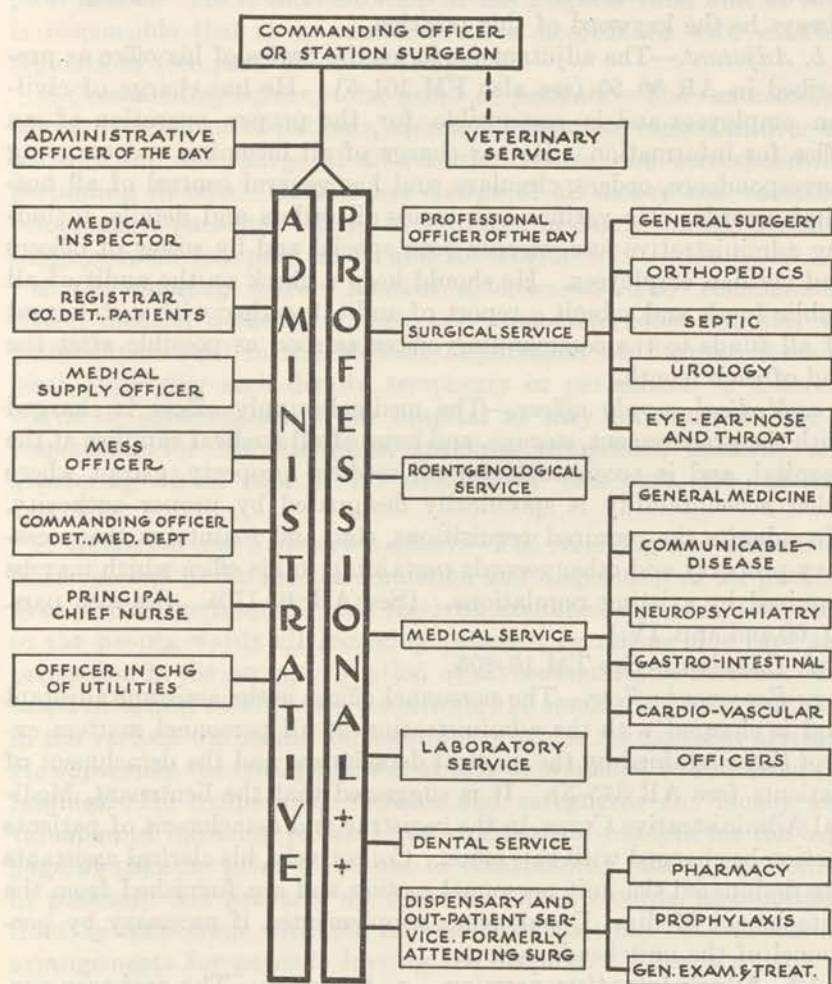 COMMANDING OFFICER
OR STATION SURGEON
ADMINISTRATIVE
OFFICER OF THE DAY
VETERINARY
SERVICE
ADMINISTRATIVE
PROFESSIONAL ++
MEDICAL
INSPECTOR
REGISTRAR
CO. DET. PATIENTS
MEDICAL
SUPPLY OFFICER
MESS
OFFICER
COMMANDING OFFICER
DET. MED. DEPT
PRINCIPAL
CHIEF NURSE
OFFICER IN CHG
OF UTILITIES
PROFESSIONAL
OFFICER OF THE DAY
SURGICAL SERVICE
GENERAL SURGERY
ORTHOPEDICS
SEPTIC
UROLOGY
EYE-EAR-NOSE
AND THROAT
ROENTGENOLOGICAL
SERVICE
MEDICAL SERVICE
GENERAL MEDICINE
COMMUNICABLE
DISEASE
NEUROPSYCHIATRY
GASTRO-INTESTINAL
CARDIO-VASCULAR
OFFICERS
LABORATORY
SERVICE
DENTAL SERVICE
DISPENSARY AND
OUT-PATIENT SER-
VICE. FORMERLY
ATTENDING SURG
PHARMACY
PROPHYLAXIS
GEN. EXAM. & TREAT.